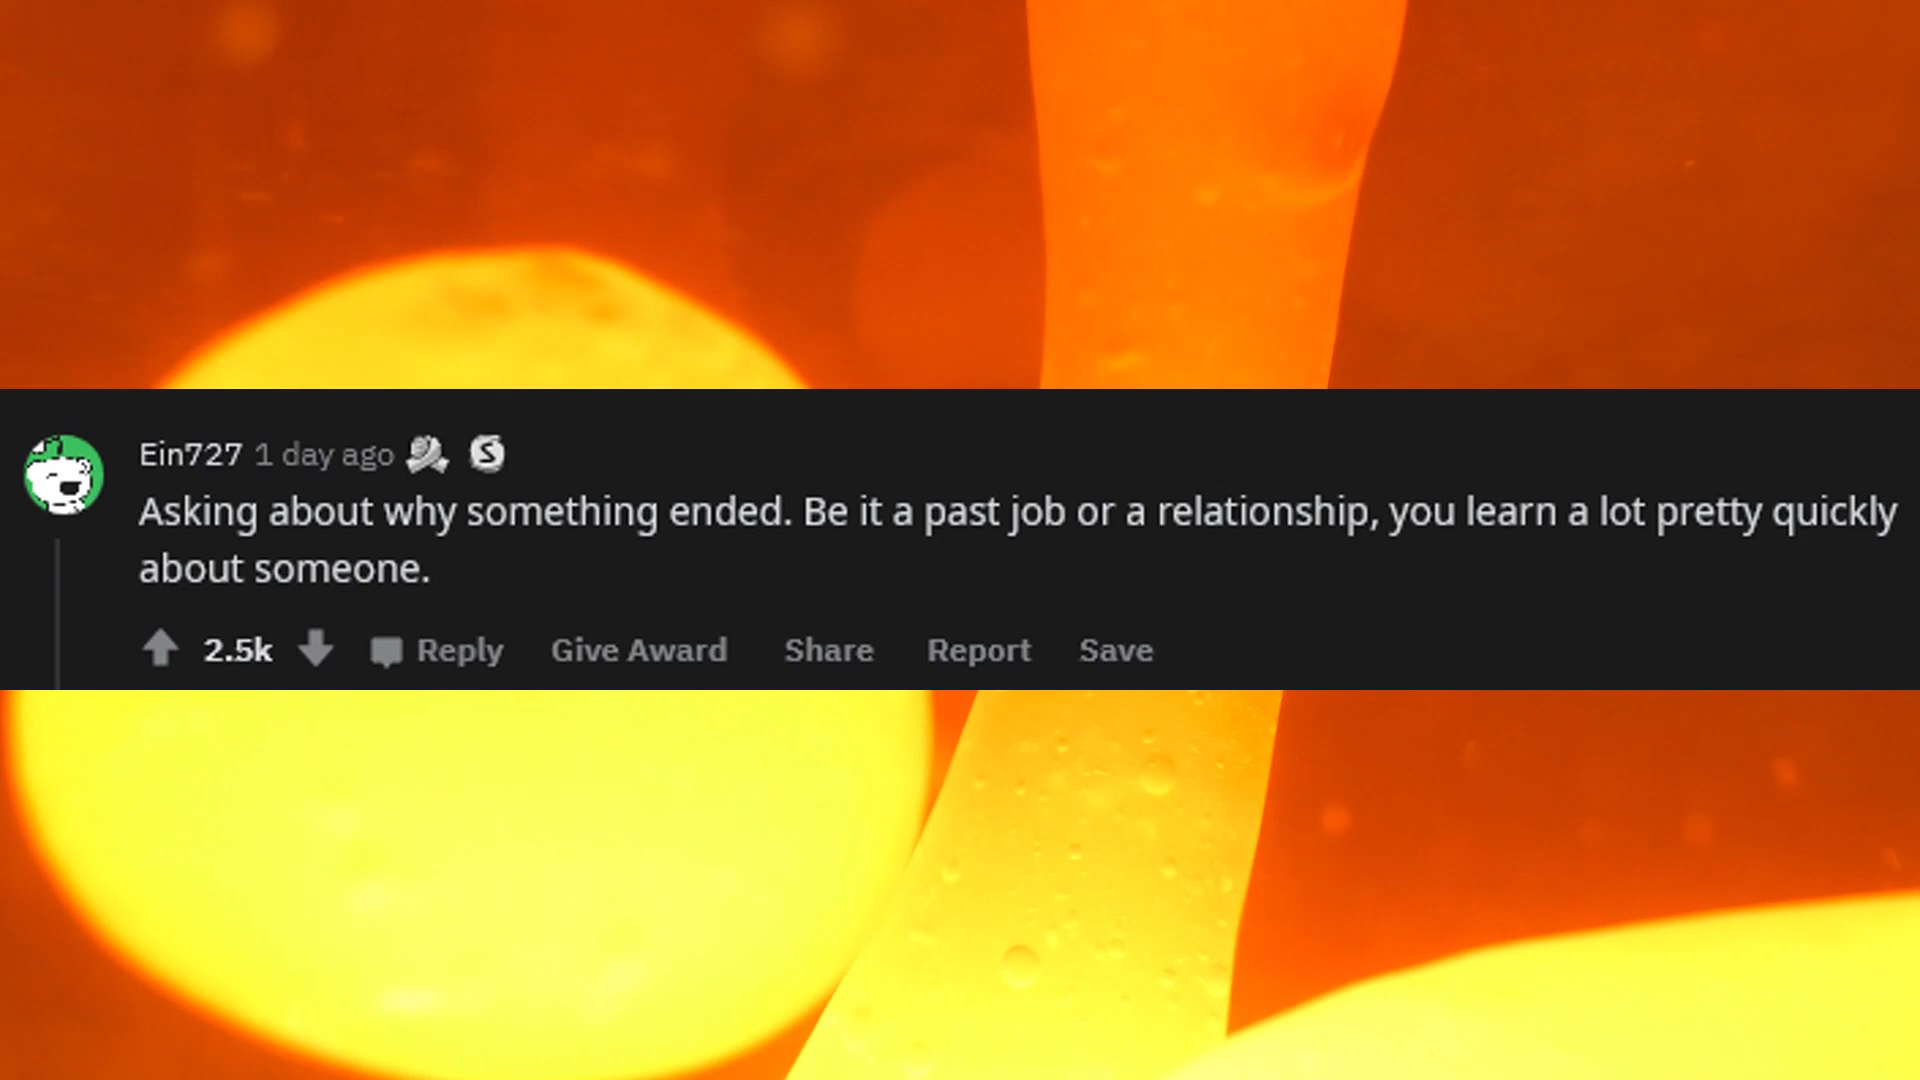 Ein727 1 day ago
Asking about why something ended. Be it a past job or a relationship, you learn a lot pretty quickly
about someone.
2.5k Reply Give Award Share Report Save